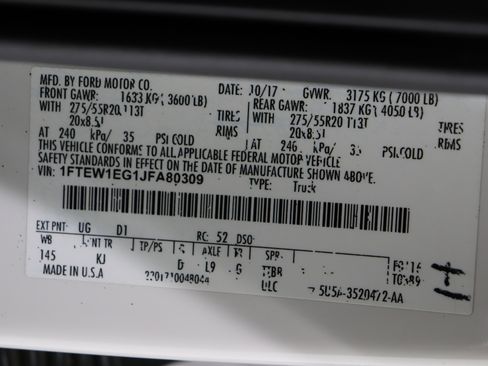 MFD. BY FORD MOTOR CO.
DATE: 10/17 GVWR: 3175 KG (7000 LB)
FRONT GAWR: 1633 KG (3600 LB) REAR GAWR: 1837 KG (4050 LB)
WITH 275/55R20 113T TIRES WITH 275/55R20 113T TIRES
20x8.5J RIMS 20x8.5J RIMS
AT 240 kPa/ 35 PSI COLD AT 240 kPa/ 35 PSI COLD
THIS VEHICLE CONFORMS TO ALL APPLICABLE FEDERAL MOTOR VEHICLE
SAFETY STANDARDS IN EFFECT ON THE DATE OF MANUFACTURE SHOWN ABOVE.
VIN: 1FTEW1EG1JFA80309 TYPE: Truck
EXT PNT: UG D1 RC: 52 DSO:
WB INT TR TP/PS R AXLE TR SPR
145 KJ L9 G
MADE IN U.S.A.
ULC 5U5A-3520472-AA
14